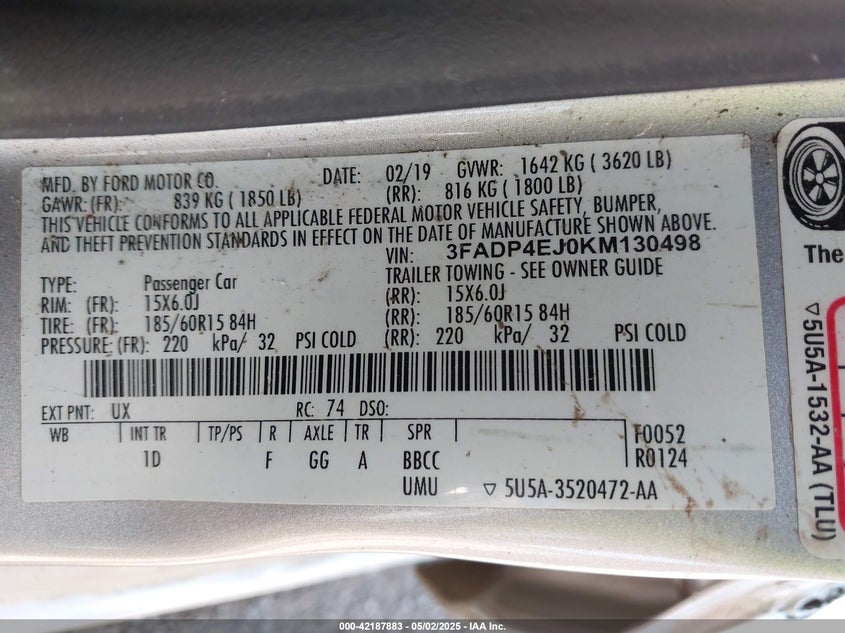 MFD. BY FORD MOTOR CO. DATE: 02/19 GVWR: 1642 KG ( 3620 LB)
GAWR: (FR): 839 KG ( 1850 LB) (RR): 816 KG ( 1800 LB)
THIS VEHICLE CONFORMS TO ALL APPLICABLE FEDERAL MOTOR VEHICLE SAFETY, BUMPER,
AND THEFT PREVENTION STANDARDS IN EFFECT ON THE DATE OF MANUFACTURE SHOWN ABOVE.
VIN: 3FADP4EJ0KM130498
TYPE: Passenger Car TRAILER TOWING - SEE OWNER GUIDE
RIM: (FR): 15X6.0J (RR): 15X6.0J
TIRE: (FR): 185/60R15 84H (RR): 185/60R15 84H
PRESSURE: (FR): 220 kPa/ 32 PSI COLD (RR): 220 kPa/ 32 PSI COLD
EXT PNT: UX RC: 74 DSO:
WB INT TR TP/PS R AXLE TR SPR F0052
1D F GG A BBCC R0124
UMU ▽ 5U5A-3520472-AA
The
▽5U5A-1532-AA (TLU)
000-42187883 - 05/02/2025 - IAA Inc.